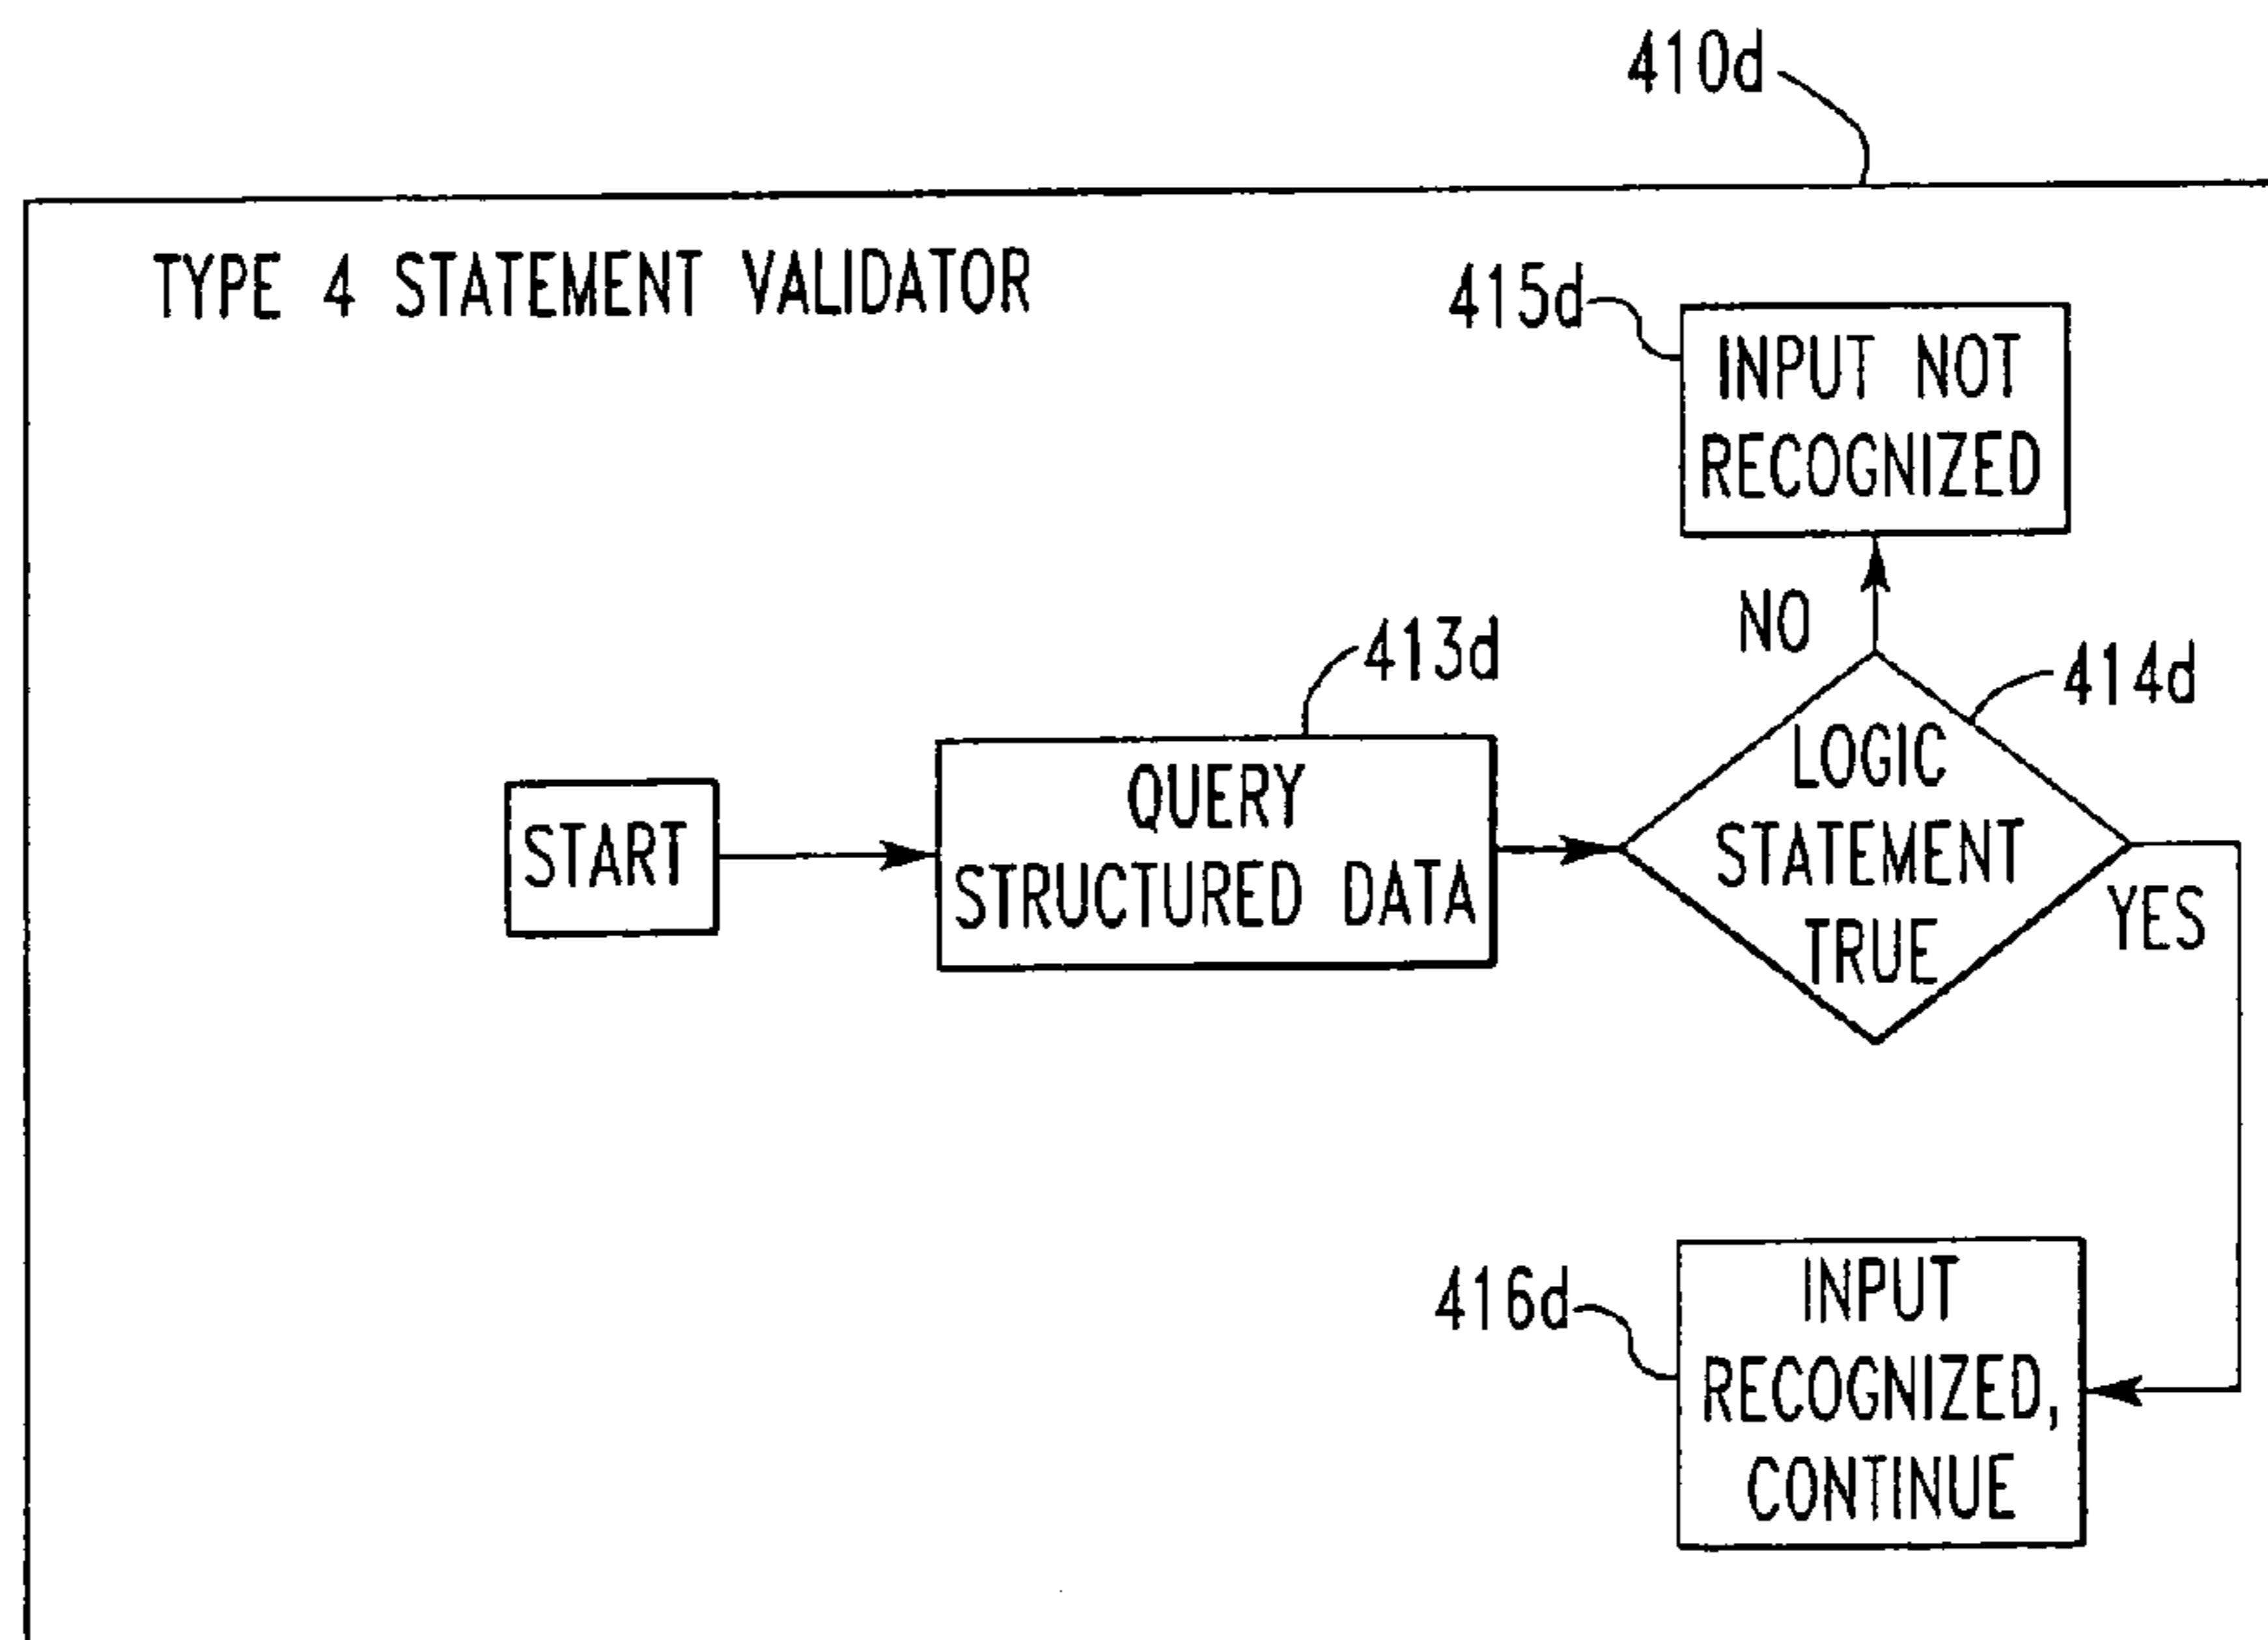 410d
TYPE 4 STATEMENT VALIDATOR
415d
INPUT NOT
RECOGNIZED
NO
413d
414d
START
QUERY
STRUCTURED DATA
LOGIC
STATEMENT
TRUE
YES
416d
INPUT
RECOGNIZED,
CONTINUE